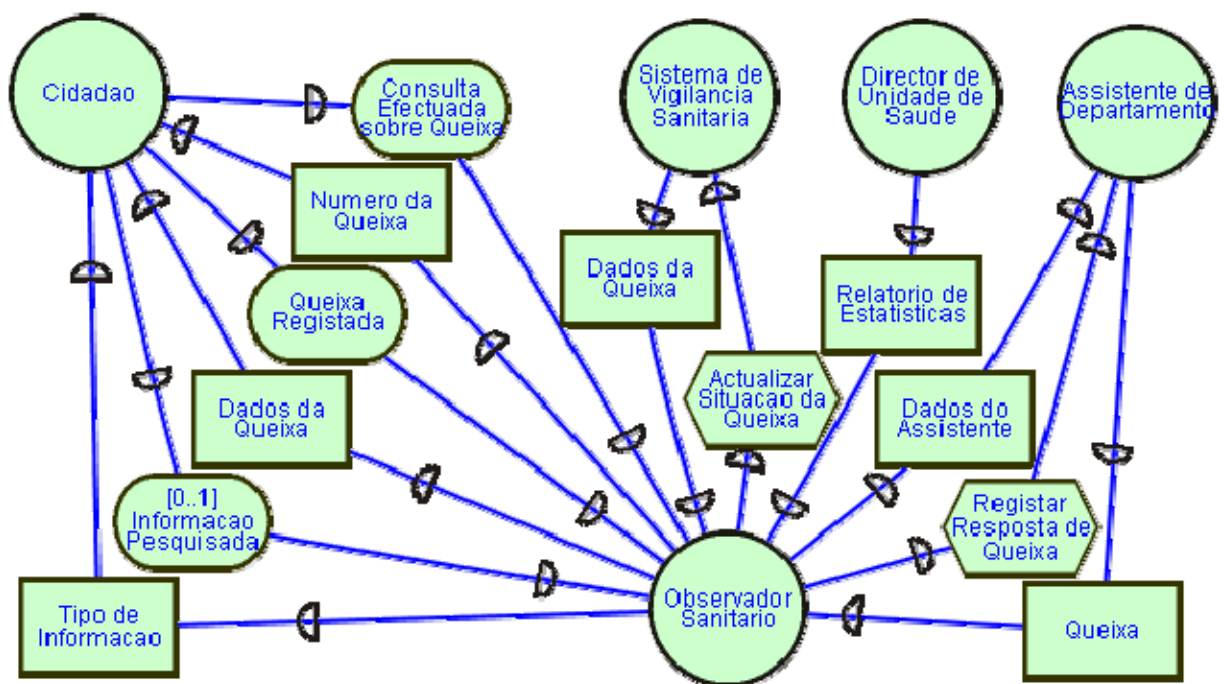 Cidadao
Consulta
Efectuada
sobre Queixa
Sistema de
Vigilancia
Sanitaria
Director de
Unidade de
Saude
Assistente de
Departamento
Numero da
Queixa
Dados da
Queixa
Relatorio de
Estatisticas
Queixa
Registada
Dados da
Queixa
Actualizar
Situacao da
Queixa
Dados do
Assistente
[0..1]
Informacao
Pesquisada
Registar
Resposta de
Queixa
Tipo de
Informacao
Observador
Sanitario
Queixa